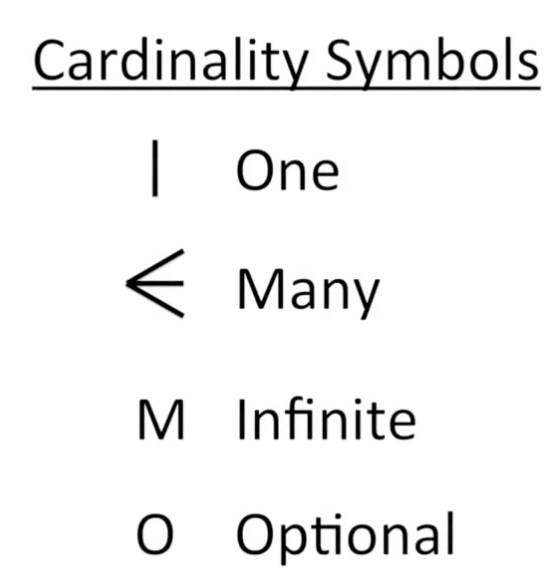 Cardinality Symbols
| One
Many
M Infinite
O Optional